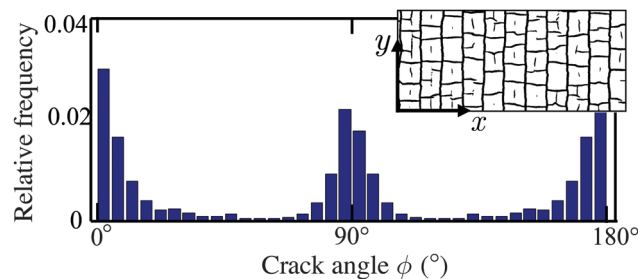 0.04
0.02
0
Relative frequency
y
x
0° 90° 180°
Crack angle ϕ (°)